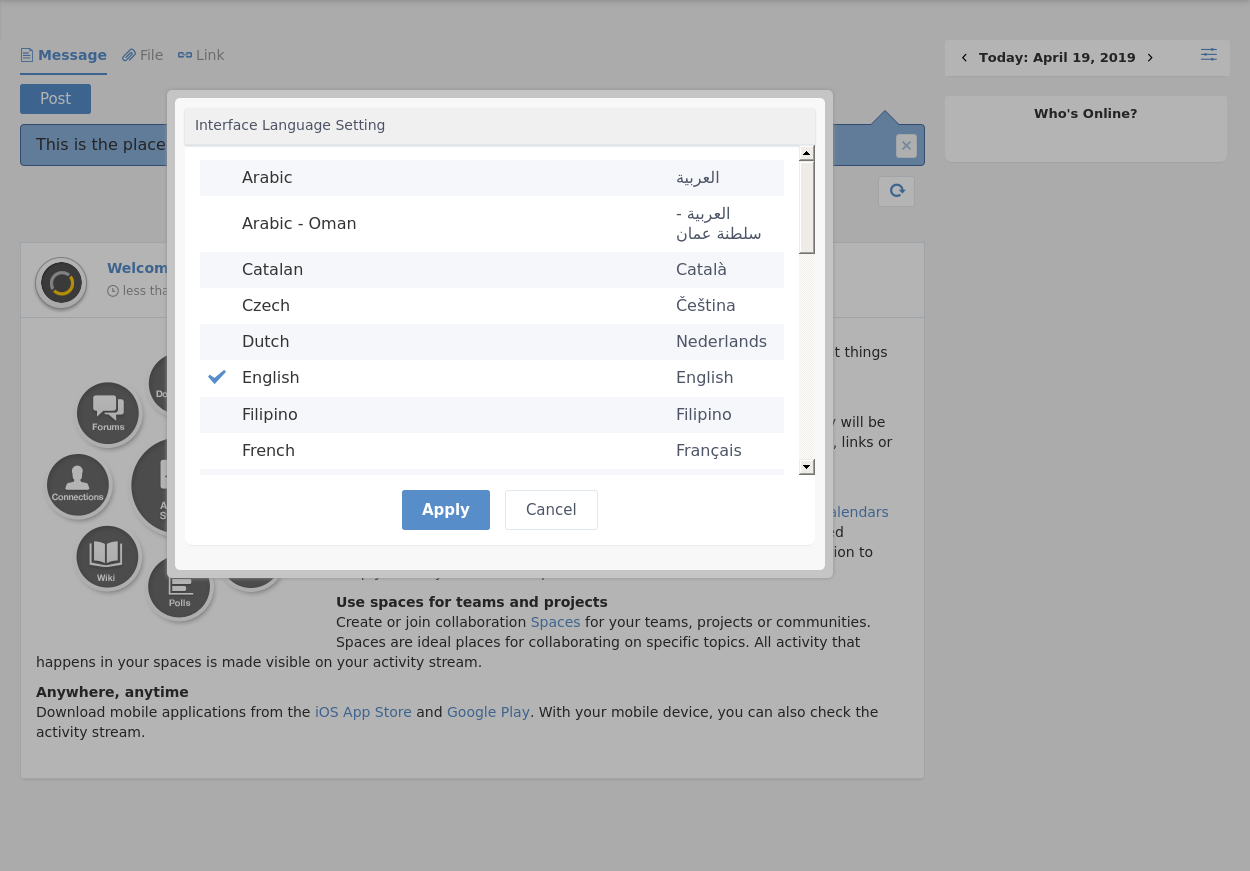 Message File Link
Today: April 19, 2019
Post
Who's Online?
This is the place
Interface Language Setting
Arabic العربية
Arabic - Oman العربية - سلطنة عمان
Catalan Català
Czech Čeština
Dutch Nederlands
English English
Filipino Filipino
French Français
Apply Cancel
less
things
Forums
will be
links or
Connections
Wiki
ion to
Polls
Use spaces for teams and projects
Create or join collaboration Spaces for your teams, projects or communities.
Spaces are ideal places for collaborating on specific topics. All activity that
happens in your spaces is made visible on your activity stream.
Anywhere, anytime
Download mobile applications from the iOS App Store and Google Play. With your mobile device, you can also check the
activity stream.